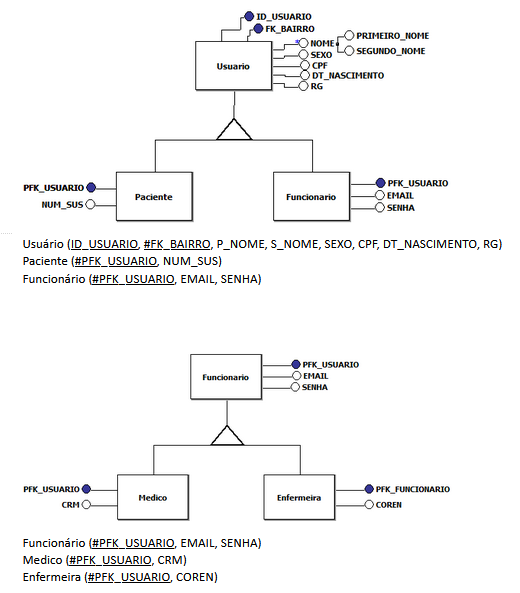 ID_USUARIO
FK_BAIRRO
Usuario
NOME
PRIMEIRO_NOME
SEGUNDO_NOME
SEXO
CPF
DT_NASCIMENTO
RG
PFK_USUARIO
NUM_SUS
Paciente
Funcionario
PFK_USUARIO
EMAIL
SENHA
Usuário (ID_USUARIO, #FK_BAIRRO, P_NOME, S_NOME, SEXO, CPF, DT_NASCIMENTO, RG)
Paciente (#PFK_USUARIO, NUM_SUS)
Funcionário (#PFK_USUARIO, EMAIL, SENHA)
Funcionario
PFK_USUARIO
EMAIL
SENHA
PFK_USUARIO
CRM
Medico
Enfermeira
PFK_FUNCIONARIO
COREN
Funcionário (#PFK_USUARIO, EMAIL, SENHA)
Medico (#PFK_USUARIO, CRM)
Enfermeira (#PFK_USUARIO, COREN)